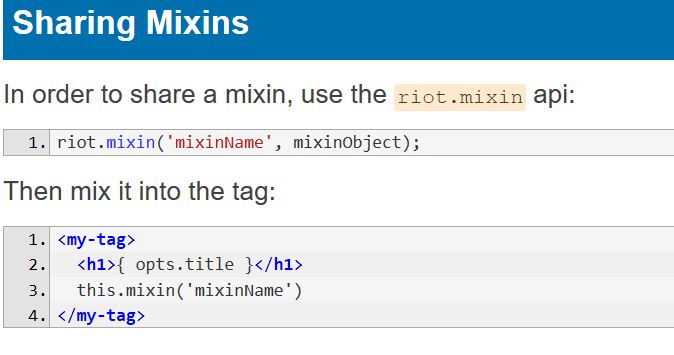 Sharing Mixins
In order to share a mixin, use the riot.mixin api:
1. riot.mixin('mixinName', mixinObject);
Then mix it into the tag:
1. <my-tag>
2.   <h1>{ opts.title }</h1>
3.   this.mixin('mixinName')
4. </my-tag>